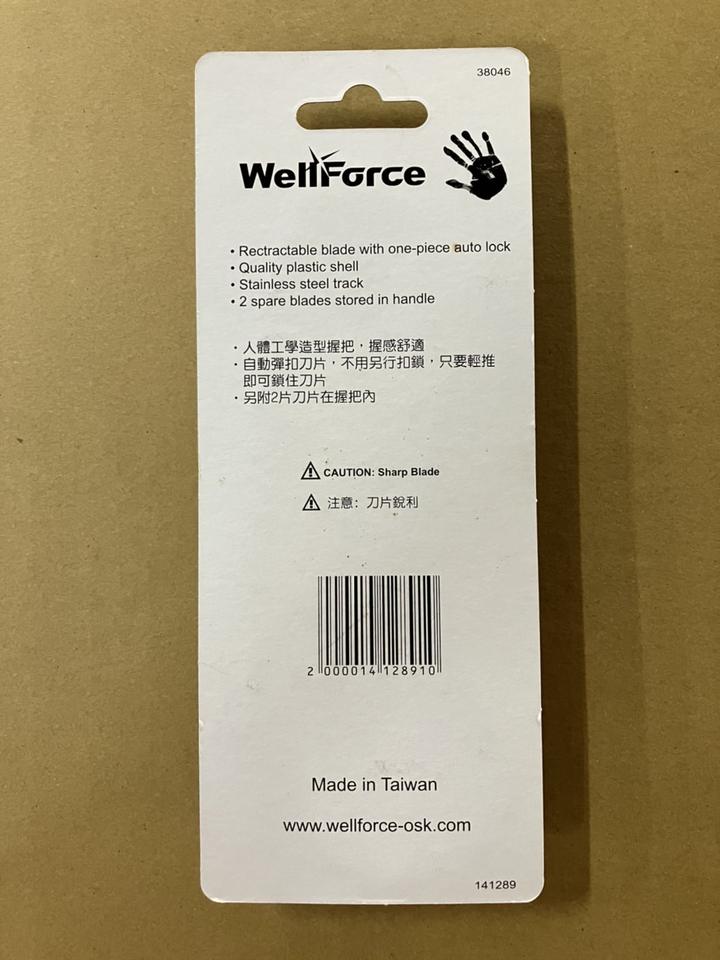 38046
WellForce
• Rectractable blade with one-piece auto lock
• Quality plastic shell
• Stainless steel track
• 2 spare blades stored in handle
・人體工學造型握把，握感舒適
・自動彈扣刀片，不用另行扣鎖，只要輕推
即可鎖住刀片
・另附2片刀片在握把內
CAUTION: Sharp Blade
注意：刀片銳利
2 000014 128910
Made in Taiwan
www.wellforce-osk.com
141289